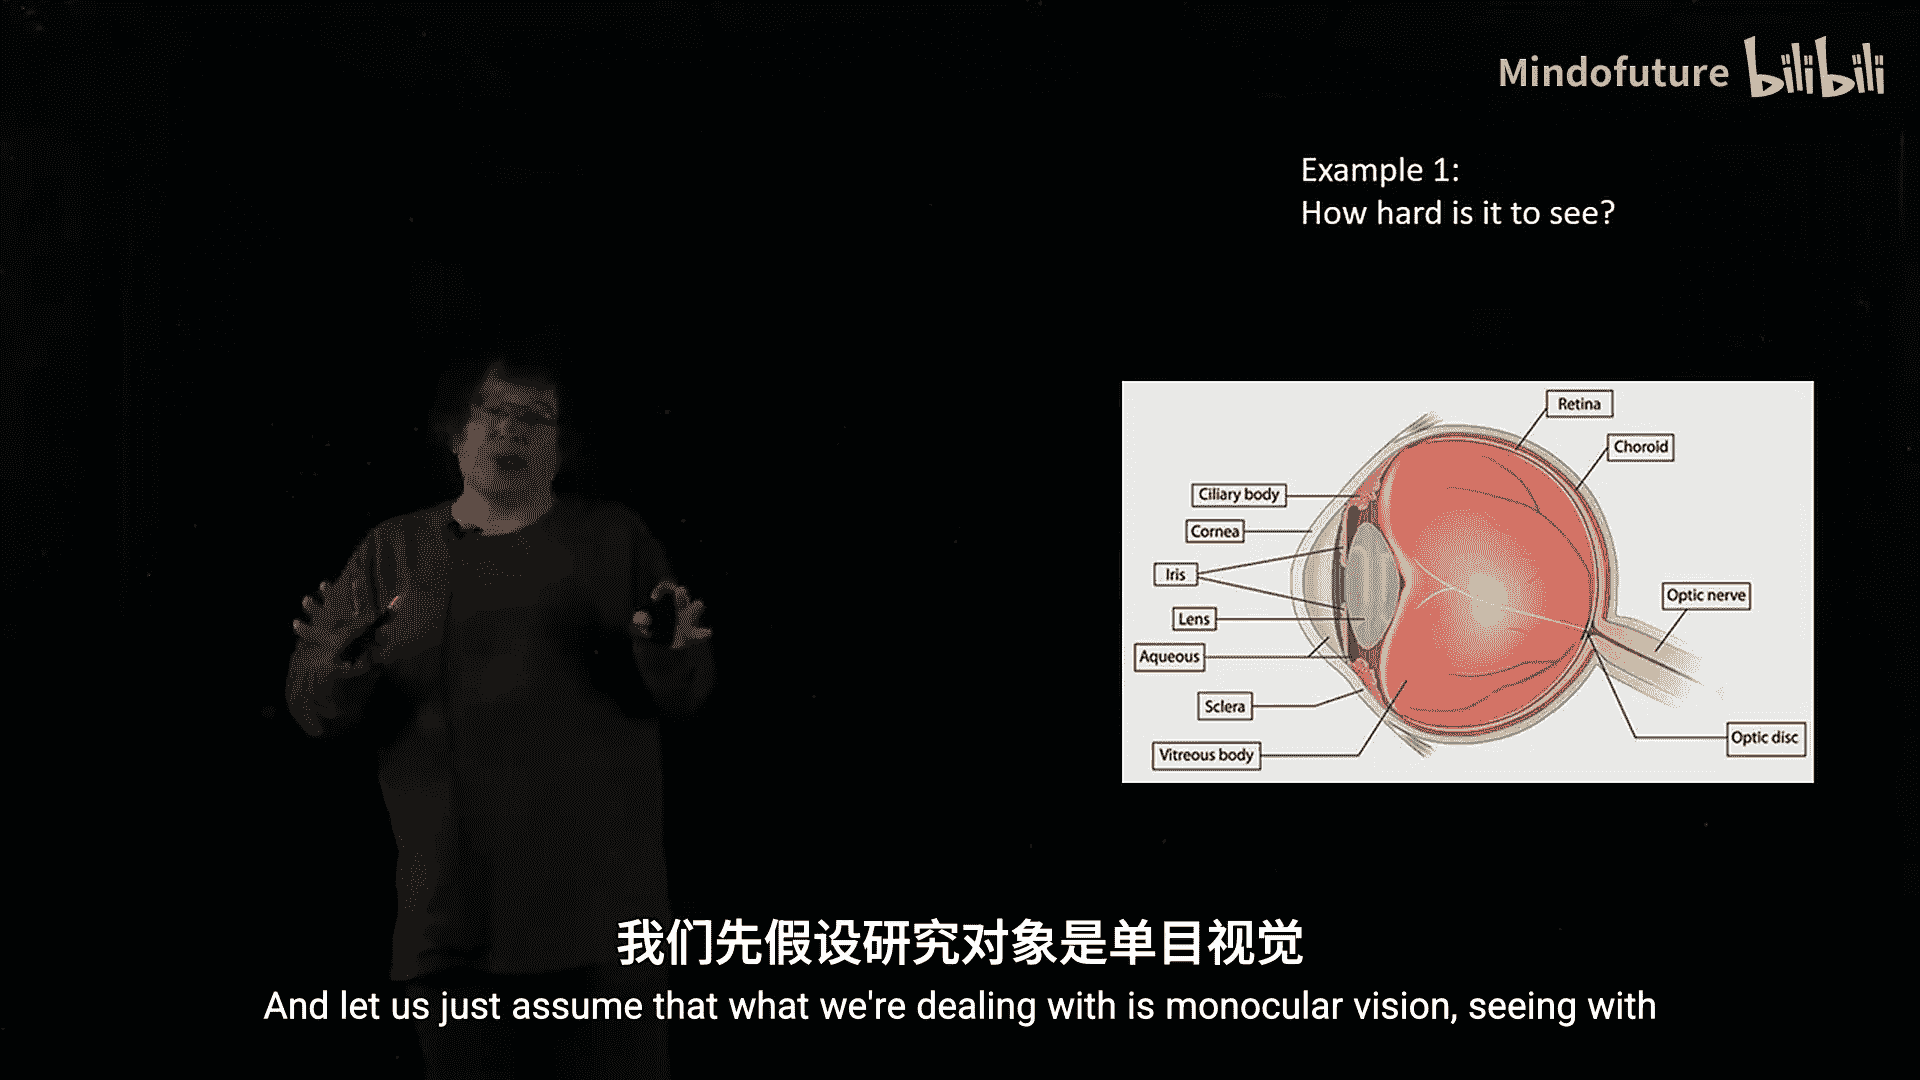 Mindofuture bilibili
Example 1:
How hard is it to see?
Retina
Choroid
Ciliary body
Cornea
Iris
Lens
Aqueous
Sclera
Vitreous body
Optic nerve
Optic disc
我们先假设研究对象是单目视觉
And let us just assume that what we're dealing with is monocular vision, seeing with